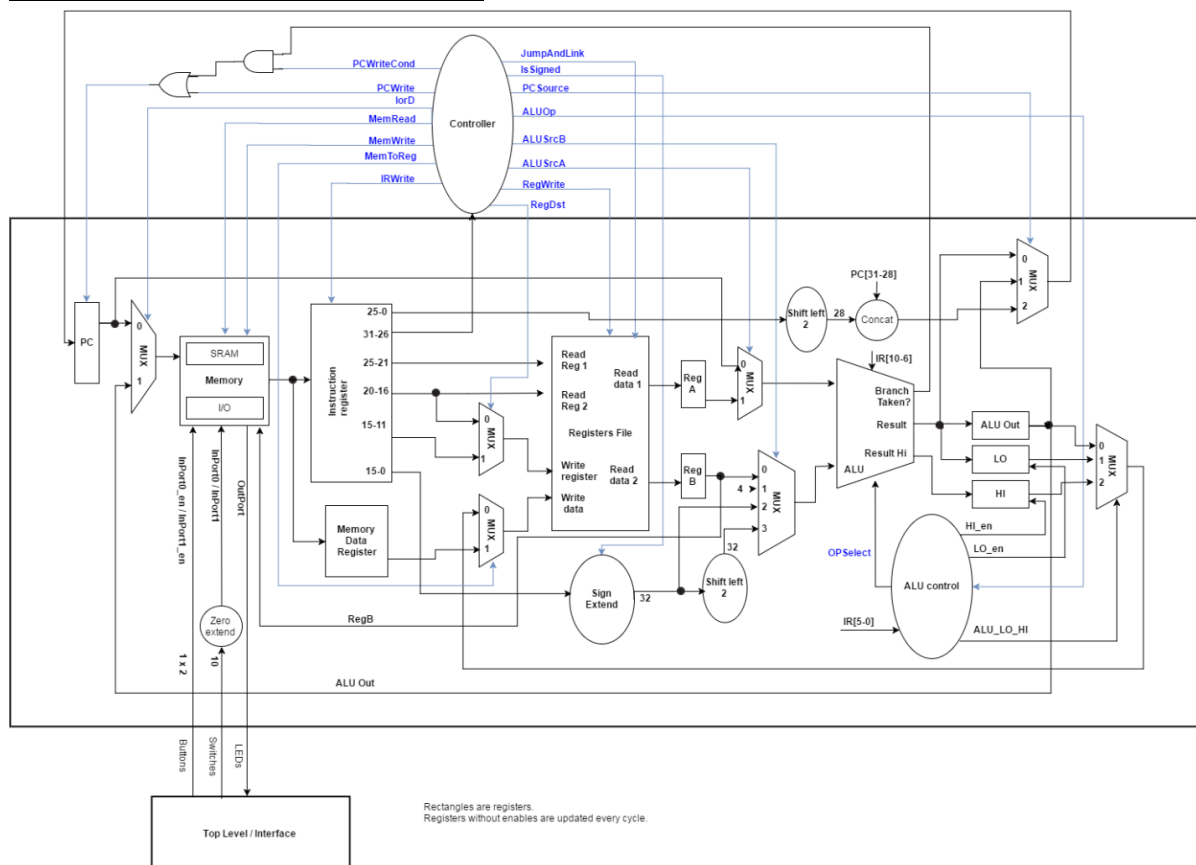 JumpAndLink
IsSigned
PCWriteCond
PCSource
PCWrite
IorD
ALUOp
MemRead
Controller
MemWrite
ALUSrcB
MemToReg
ALUSrcA
IRWrite
RegWrite
RegDst
PC
0
MUX
1
SRAM
Memory
I/O
Instruction register
25-0
31-26
25-21
20-16
15-11
15-0
0
MUX
1
Memory
Data
Register
0
MUX
1
Read
Reg 1
Read
Reg 2
Read
data 1
Registers File
Write
register
Read
data 2
Write
data
Reg
A
Reg
B
0
MUX
1
4
0
1
2
3
MUX
Shift left
2
28
PC[31-28]
Concat
IR[10-6]
Branch
Taken?
Result
Result Hi
ALU
0
1
2
MUX
ALU Out
LO
HI
0
1
2
MUX
HI_en
LO_en
OPSelect
ALU control
IR[5-0]
ALU_LO_HI
Sign
Extend
32
32
Shift left
2
RegB
ALU Out
InPort0_en / InPort1_en
InPort0 / InPort1
OutPort
Zero
extend
1 x 2
10
Buttons
Switches
LEDs
Top Level / Interface
Rectangles are registers.
Registers without enables are updated every cycle.